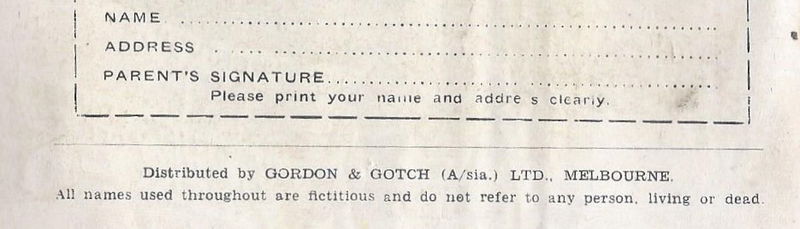 NAME
ADDRESS
PARENT'S SIGNATURE
Please print your name and addre s clearly.
Distributed by GORDON & GOTCH (A/sia.) LTD., MELBOURNE.
All names used throughout are fictitious and do not refer to any person, living or dead.